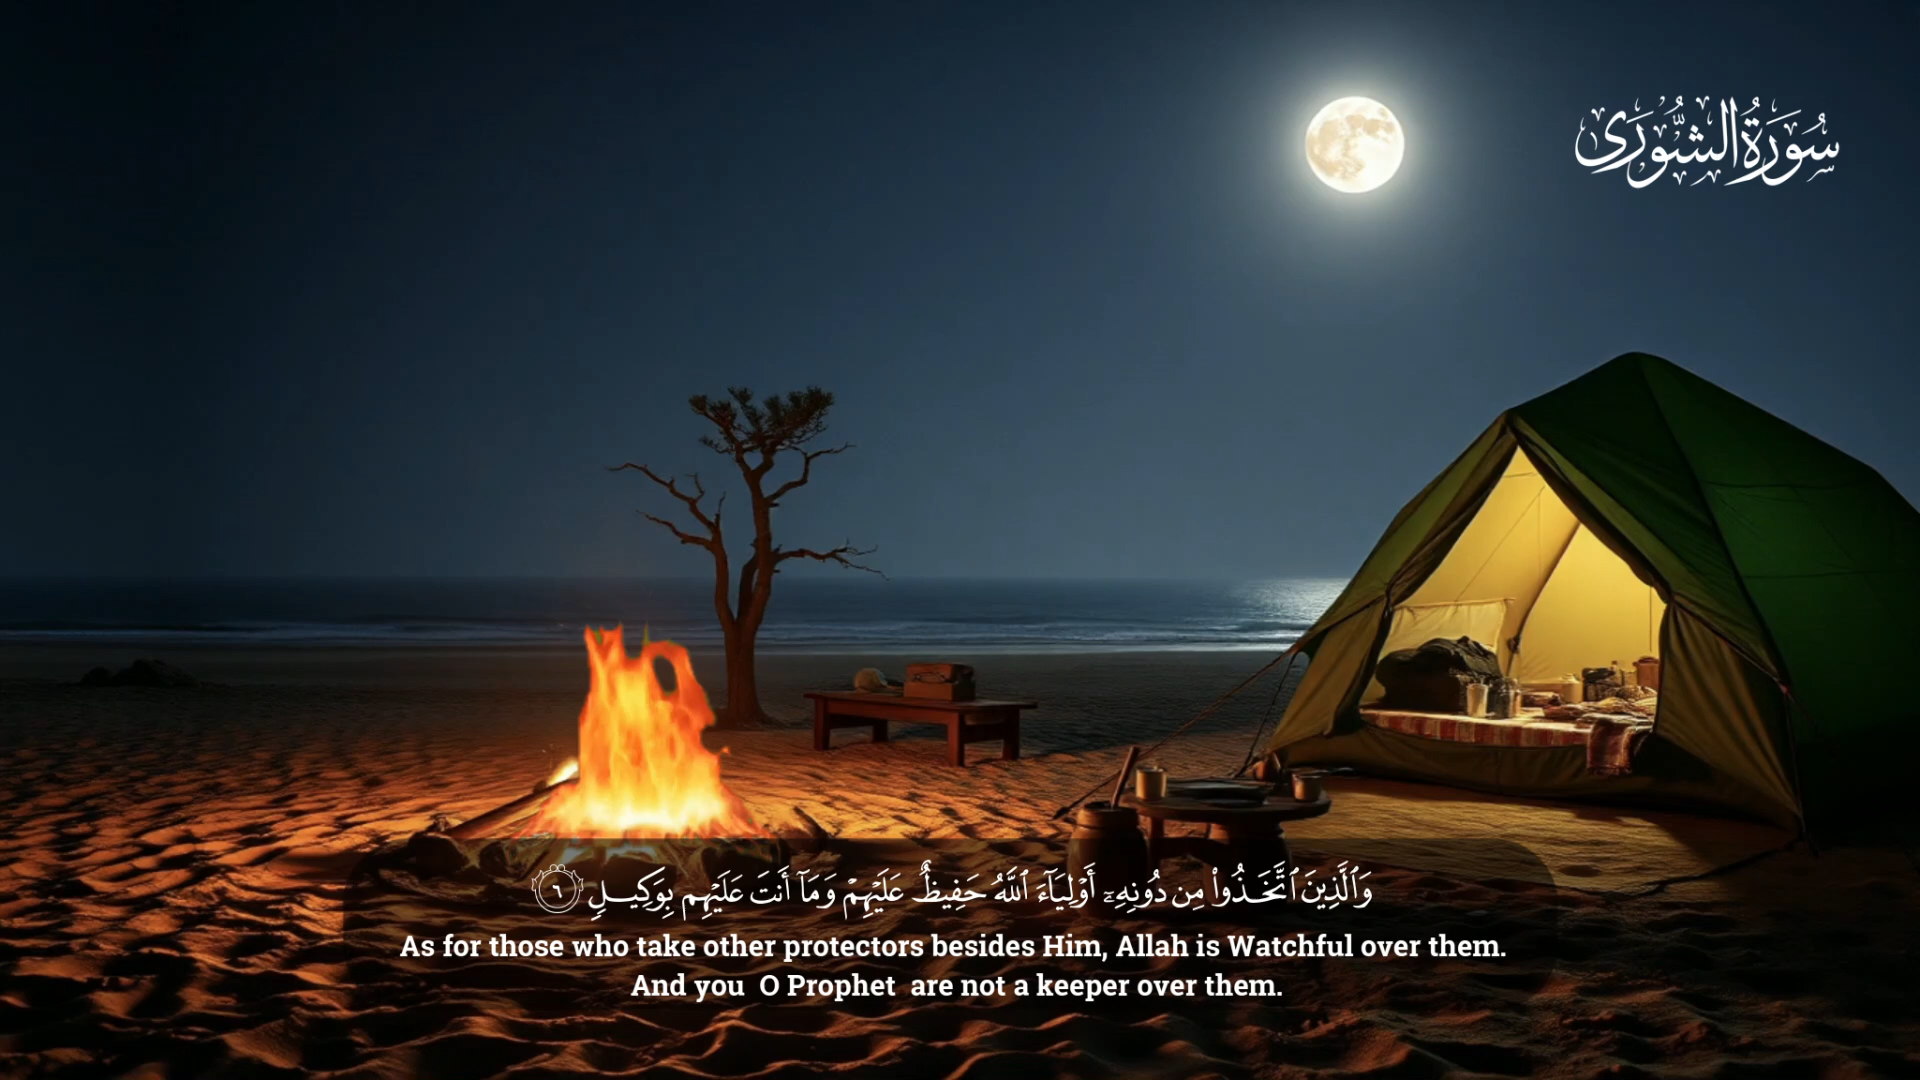 سُورَةُ الشُّورَى
وَٱلَّذِينَ ٱتَّخَذُوا۟ مِن دُونِهِۦٓ أَوْلِيَآءَ ٱللَّهُ حَفِيظٌ عَلَيْهِمْ وَمَآ أَنتَ عَلَيْهِم بِوَكِيلٍ ٦
As for those who take other protectors besides Him, Allah is Watchful over them.
And you O Prophet are not a keeper over them.